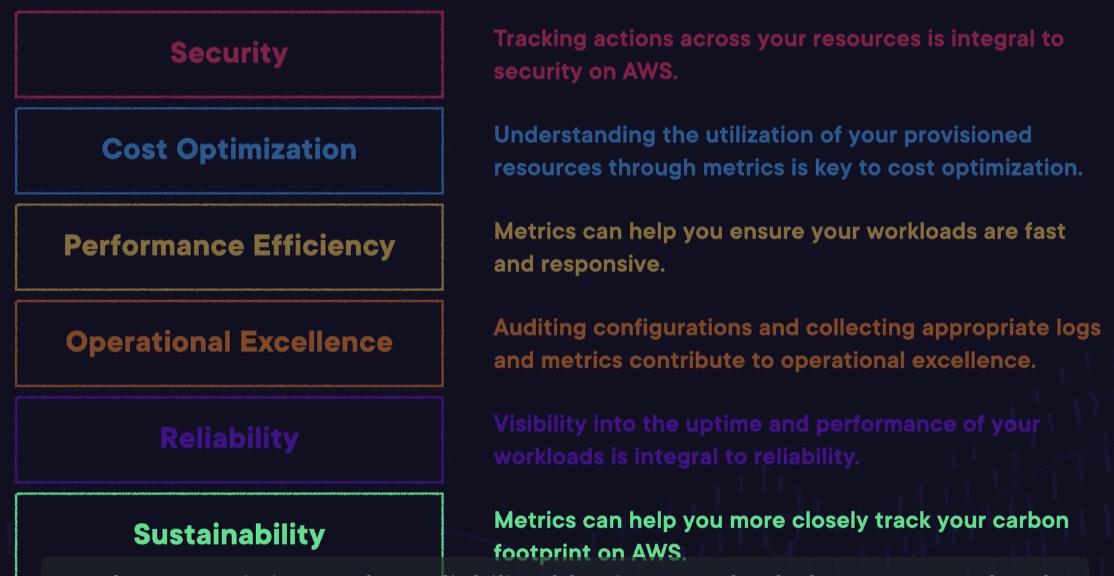 Security
Tracking actions across your resources is integral to
security on AWS.
Cost Optimization
Understanding the utilization of your provisioned
resources through metrics is key to cost optimization.
Performance Efficiency
Metrics can help you ensure your workloads are fast
and responsive.
Operational Excellence
Auditing configurations and collecting appropriate logs
and metrics contribute to operational excellence.
Reliability
Visibility into the uptime and performance of your
workloads is integral to reliability.
Sustainability
Metrics can help you more closely track your carbon
footprint on AWS.